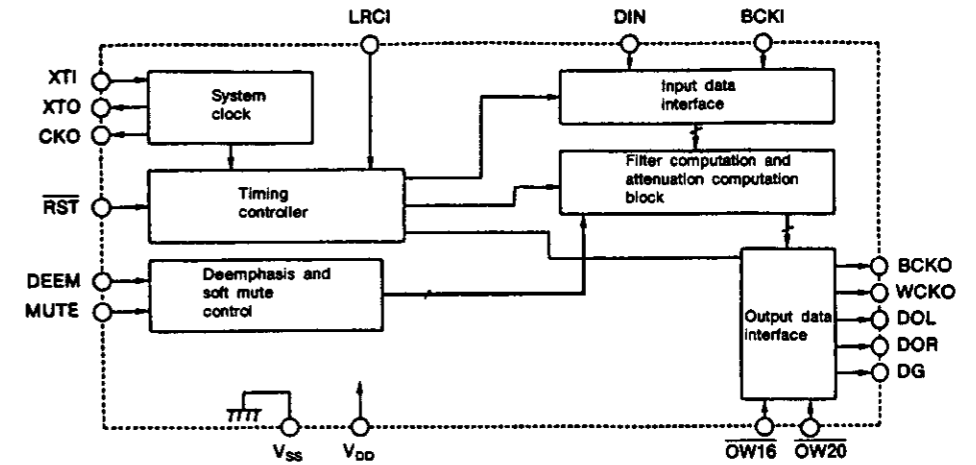 LRCI
DIN
BCKI
XTI
XTO
CKO
System
clock
Input data
interface
Filter computation and
attenuation computation
block
RST
Timing
controller
DEEM
MUTE
Deemphasis and
soft mute
control
Output data
interface
BCKO
WCKO
DOL
DOR
DG
VSS
VDD
OW16
OW20